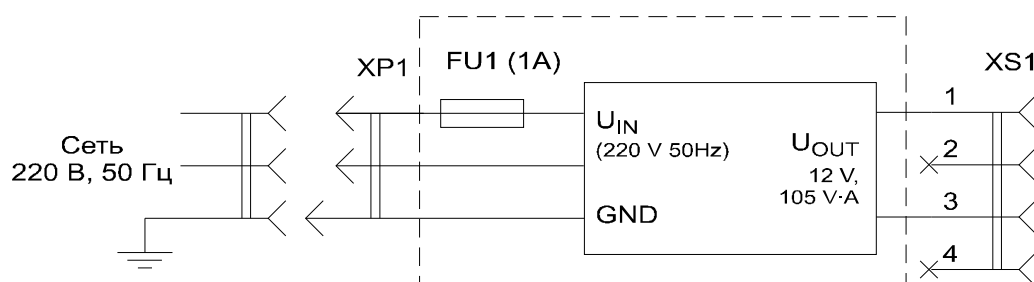 XP1
FU1 (1A)
XS1
Сеть
220 В, 50 Гц
U_IN
(220 V 50Hz)
GND
U_OUT
12 V,
105 V·A
1
2
3
4